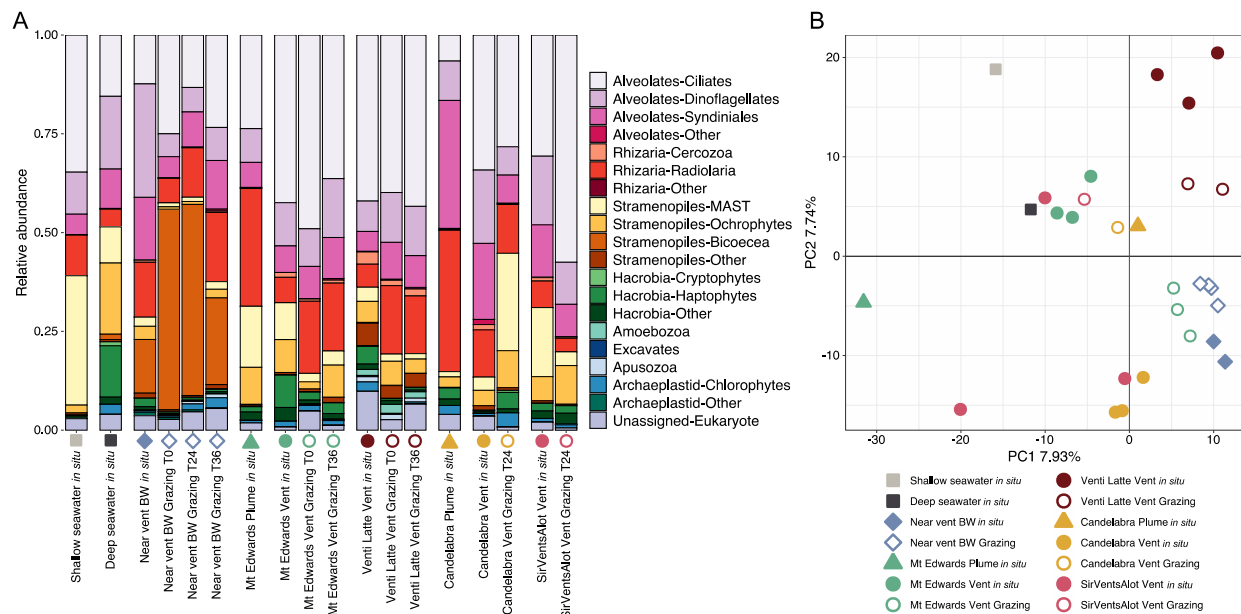 A
B
1.00
0.75
0.50
0.25
0.00
Relative abundance
Shallow seawater in situ
Deep seawater in situ
Near vent BW in situ
Near vent BW Grazing T0
Near vent BW Grazing T24
Near vent BW Grazing T36
Mt Edwards Plume in situ
Mt Edwards Vent in situ
Mt Edwards Vent Grazing T0
Mt Edwards Vent Grazing T36
Venti Latte Vent in situ
Venti Latte Vent Grazing T0
Venti Latte Vent Grazing T36
Candelabra Plume in situ
Candelabra Vent in situ
Candelabra Vent Grazing T24
SirVentsAlot Vent in situ
SirVentsAlot Vent Grazing T24
Alveolates-Ciliates
Alveolates-Dinoflagellates
Alveolates-Syndiniales
Alveolates-Other
Rhizaria-Cercozoa
Rhizaria-Radiolaria
Rhizaria-Other
Stramenopiles-MAST
Stramenopiles-Ochrophytes
Stramenopiles-Bicoecea
Stramenopiles-Other
Hacrobia-Cryptophytes
Hacrobia-Haptophytes
Hacrobia-Other
Amoebozoa
Excavates
Apusozoa
Archaeplastid-Chlorophytes
Archaeplastid-Other
Unassigned-Eukaryote
20
10
0
-10
PC2 7.74%
-30
-20
-10
0
10
PC1 7.93%
Shallow seawater in situ
Deep seawater in situ
Near vent BW in situ
Near vent BW Grazing
Mt Edwards Plume in situ
Mt Edwards Vent in situ
Mt Edwards Vent Grazing
Venti Latte Vent in situ
Venti Latte Vent Grazing
Candelabra Plume in situ
Candelabra Vent in situ
Candelabra Vent Grazing
SirVentsAlot Vent in situ
SirVentsAlot Vent Grazing